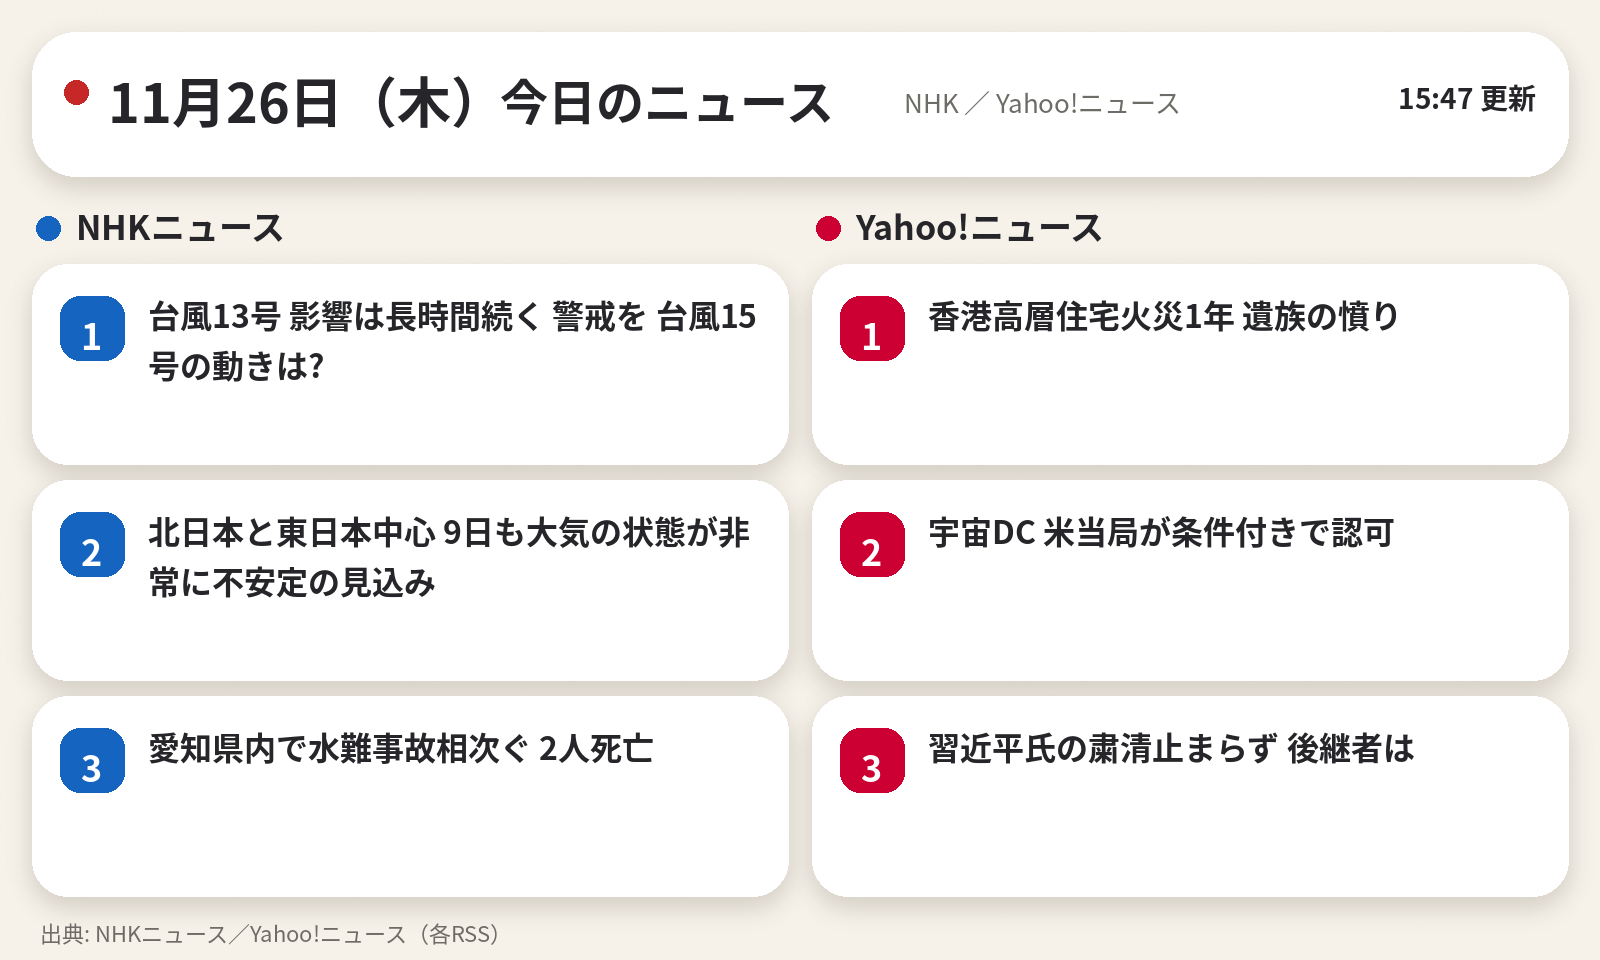 11月26日（木）今日のニュース
NHK ／ Yahoo!ニュース
15:47 更新
NHKニュース
1
台風13号 影響は長時間続く 警戒を 台風15
号の動きは?
2
北日本と東日本中心 9日も大気の状態が非
常に不安定の見込み
3
愛知県内で水難事故相次ぐ 2人死亡
Yahoo!ニュース
1
香港高層住宅火災1年 遺族の憤り
2
宇宙DC 米当局が条件付きで認可
3
習近平氏の粛清止まらず 後継者は
出典: NHKニュース／Yahoo!ニュース（各RSS）